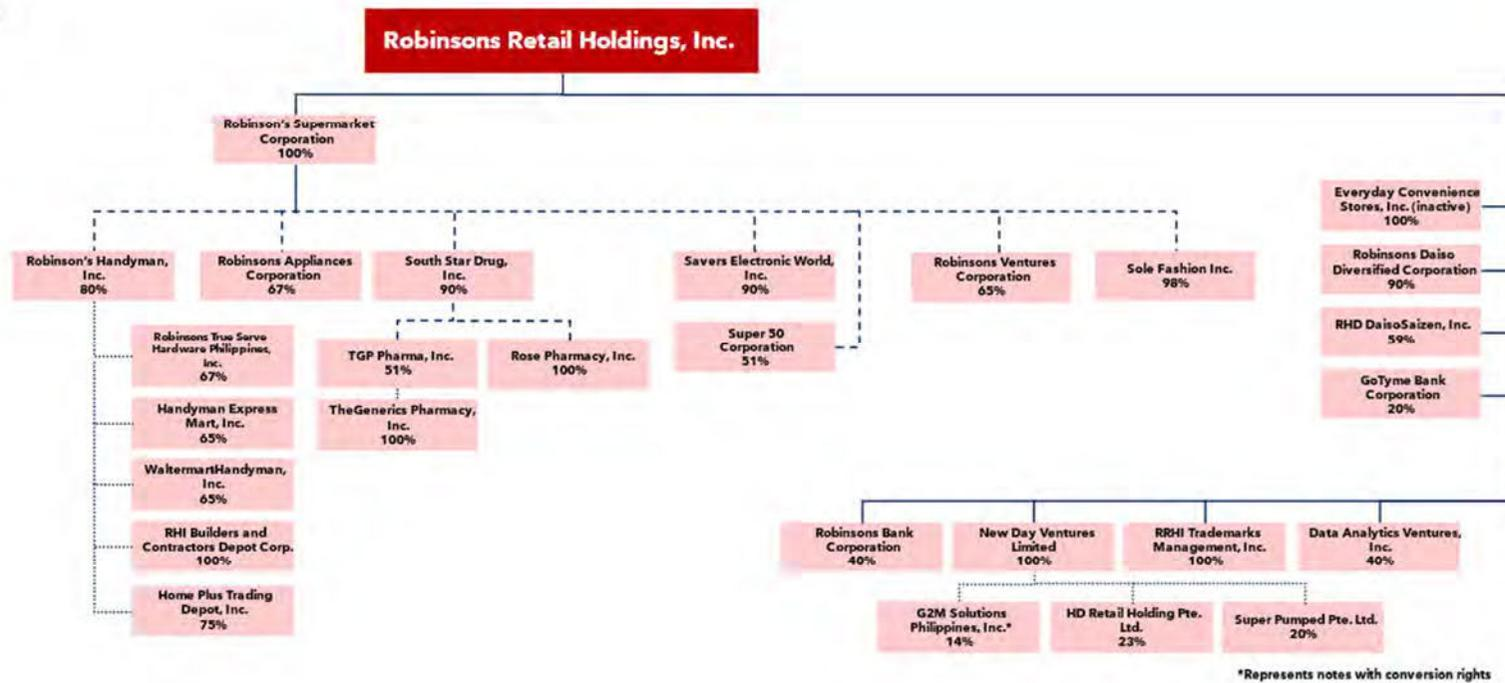 Robinsons Retail Holdings, Inc.
Robinson's Supermarket
Corporation
100%
Everyday Convenience
Stores, Inc. (inactive)
100%
Robinson's Handyman,
Inc.
80%
Robinsons Appliances
Corporation
67%
South Star Drug,
Inc.
90%
Savers Electronic World,
Inc.
90%
Robinsons Ventures
Corporation
65%
Sole Fashion Inc.
98%
Robinsons Daiso
Diversified Corporation
90%
Robinsons True Serve
Hardware Philippines,
Inc.
67%
TGP Pharma, Inc.
51%
Rose Pharmacy, Inc.
100%
Super 50
Corporation
51%
RHD DaisoSaizen, Inc.
59%
GoTyme Bank
Corporation
20%
Handyman Express
Mart, Inc.
65%
TheGenerics Pharmacy,
Inc.
100%
WaltermartHandyman,
Inc.
65%
RHI Builders and
Contractors Depot Corp.
100%
Home Plus Trading
Depot, Inc.
75%
Robinsons Bank
Corporation
40%
New Day Ventures
Limited
100%
RRHI Trademarks
Management, Inc.
100%
Data Analytics Ventures,
Inc.
40%
G2M Solutions
Philippines, Inc.*
14%
HD Retail Holding Pte.
Ltd.
23%
Super Pumped Pte. Ltd.
20%
*Represents notes with conversion rights